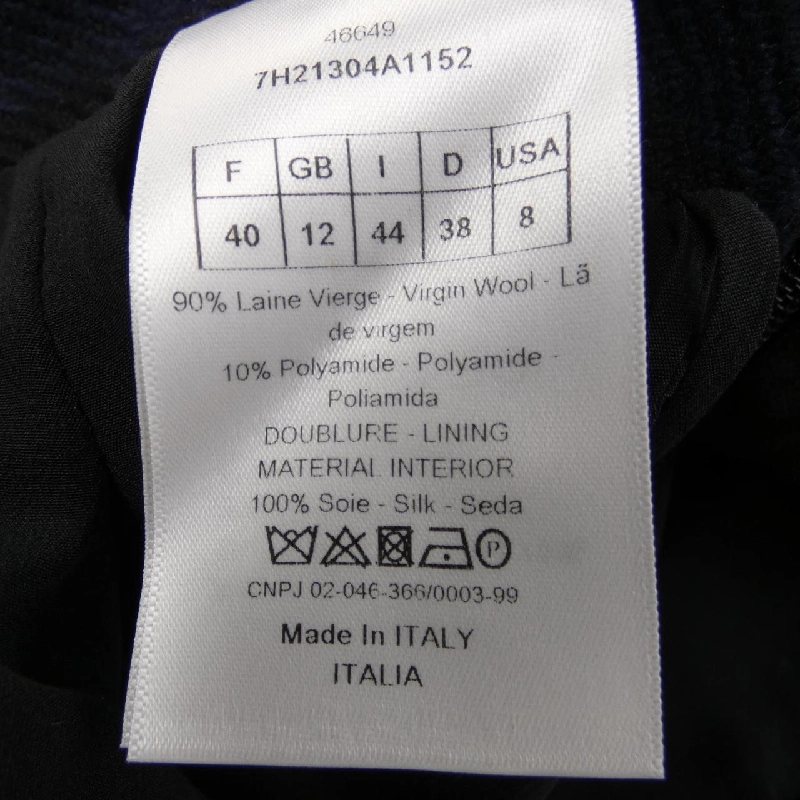 46649
7H21304A1152
F GB I D USA
40 12 44 38 8
90% Laine Vierge - Virgin Wool - Lã
de virgem
10% Polyamide - Polyamide -
Poliamida
DOUBLURE - LINING
MATERIAL INTERIOR
100% Soie - Silk - Seda
P
CNPJ 02-046-366/0003-99
Made In ITALY
ITALIA